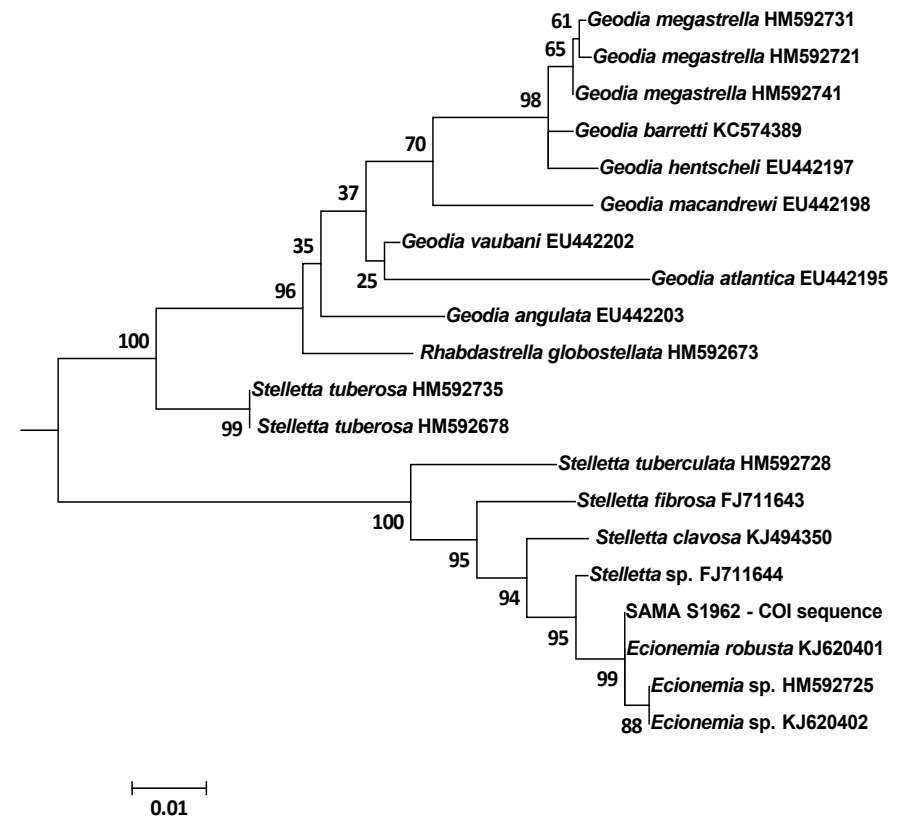 61
Geodia megastrella HM592731
65
Geodia megastrella HM592721
98
Geodia megastrella HM592741
Geodia barretti KC574389
70
Geodia hentscheli EU442197
37
Geodia macandrewi EU442198
35
Geodia vaubani EU442202
25
Geodia atlantica EU442195
96
Geodia angulata EU442203
100
Rhabdastrella globostellata HM592673
Stelletta tuberosa HM592735
99
Stelletta tuberosa HM592678
Stelletta tuberculata HM592728
100
Stelletta fibrosa FJ711643
95
Stelletta clavosa KJ494350
94
Stelletta sp. FJ711644
95
SAMA S1962 - COI sequence
Ecionemia robusta KJ620401
99
Ecionemia sp. HM592725
88
Ecionemia sp. KJ620402
0.01